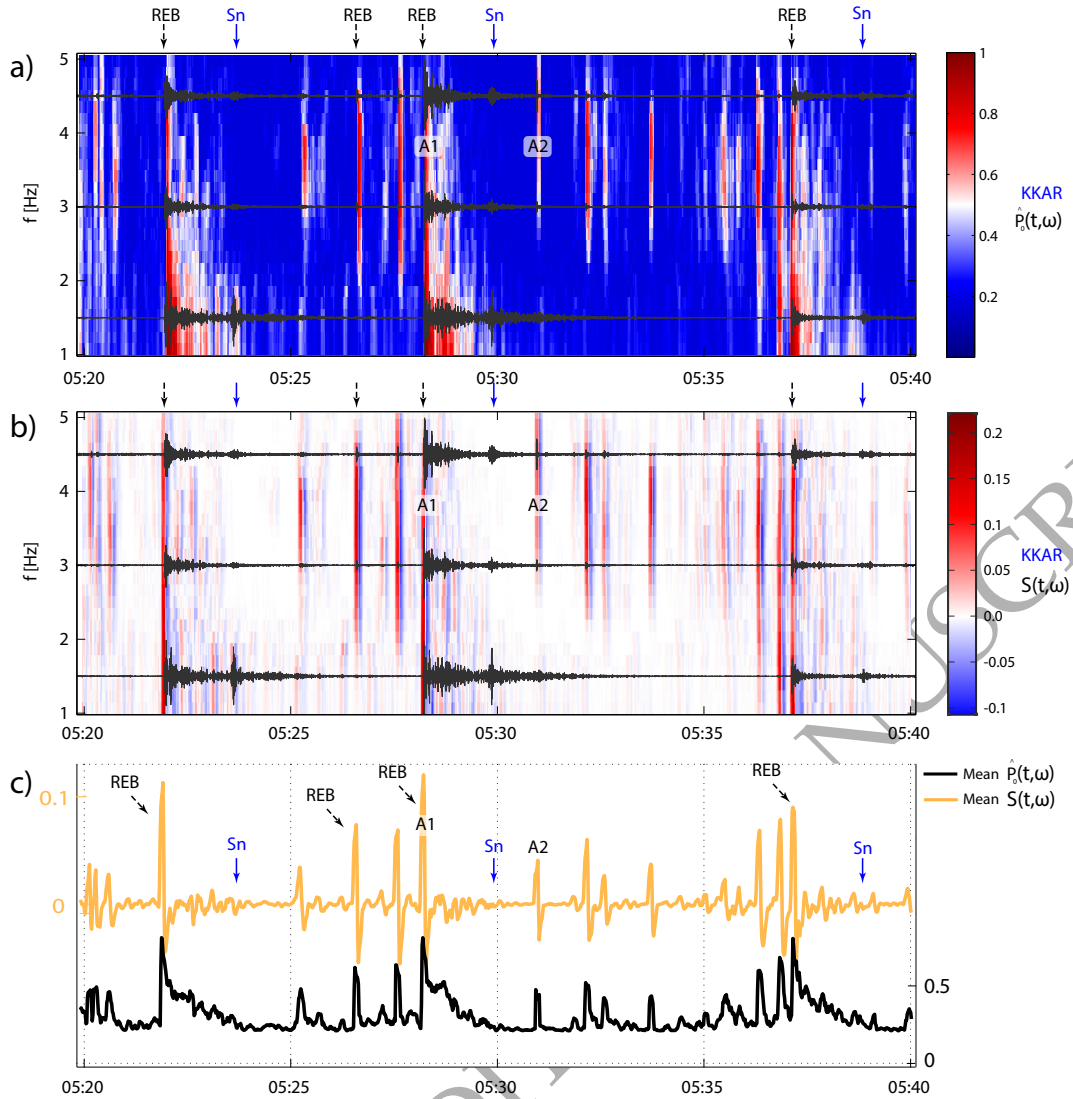 REB Sn REB REB Sn REB Sn
a)
5
4
3
2
1
f [Hz]
A1 A2
1
0.8
0.6
0.4
0.2
KKAR
P̂₀(t,ω)
05:20 05:25 05:30 05:35 05:40
b)
5
4
3
2
1
f [Hz]
A1 A2
0.2
0.15
0.10
0.05
0.0
-0.05
-0.1
KKAR
S(t,ω)
05:20 05:25 05:30 05:35 05:40
c)
0.1
0
REB REB REB REB
A1 A2
Sn Sn Sn
Mean P̂₀(t,ω)
Mean S(t,ω)
0.5
0
05:20 05:25 05:30 05:35 05:40